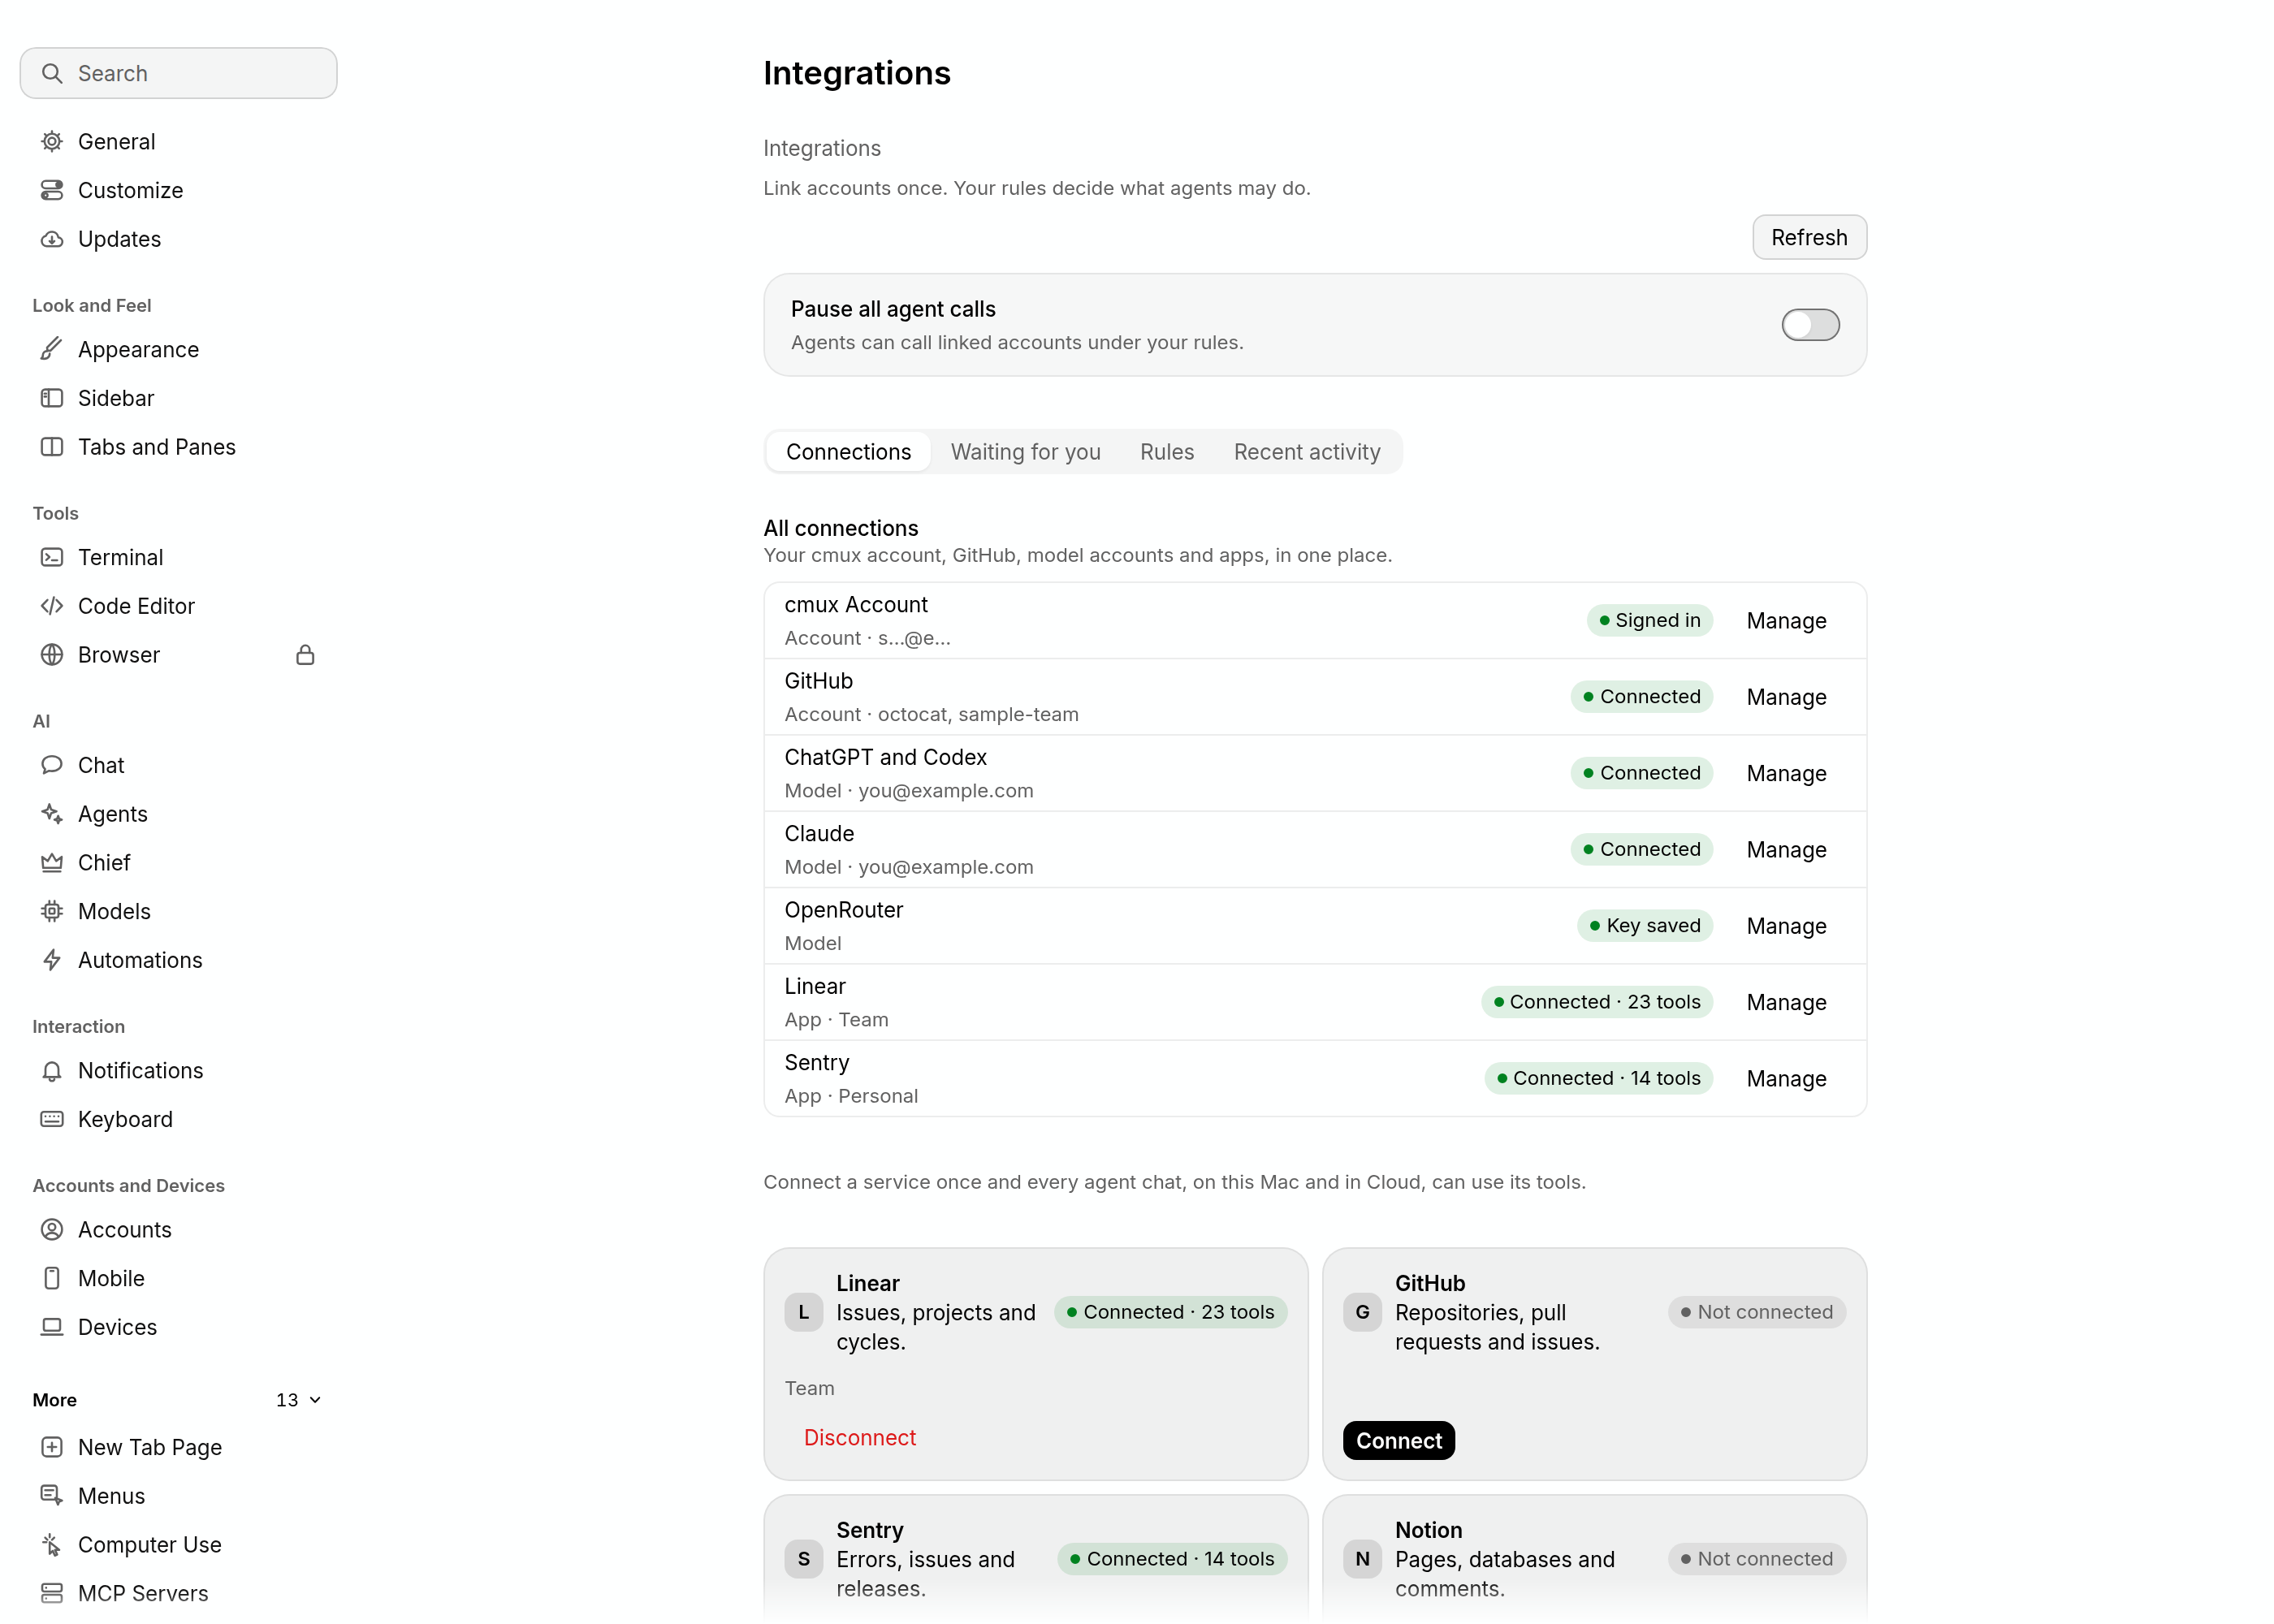 Search
General
Customize
Updates
Look and Feel
Appearance
Sidebar
Tabs and Panes
Tools
Terminal
Code Editor
Browser
AI
Chat
Agents
Chief
Models
Automations
Interaction
Notifications
Keyboard
Accounts and Devices
Accounts
Mobile
Devices
More 13
New Tab Page
Menus
Computer Use
MCP Servers
Integrations
Integrations
Link accounts once. Your rules decide what agents may do.
Refresh
Pause all agent calls
Agents can call linked accounts under your rules.
Connections Waiting for you Rules Recent activity
All connections
Your cmux account, GitHub, model accounts and apps, in one place.
cmux Account
Account · s...@e...
Signed in Manage
GitHub
Account · octocat, sample-team
Connected Manage
ChatGPT and Codex
Model · you@example.com
Connected Manage
Claude
Model · you@example.com
Connected Manage
OpenRouter
Model
Key saved Manage
Linear
App · Team
Connected · 23 tools Manage
Sentry
App · Personal
Connected · 14 tools Manage
Connect a service once and every agent chat, on this Mac and in Cloud, can use its tools.
L
Linear
Issues, projects and
cycles.
Connected · 23 tools
Team
Disconnect
G
GitHub
Repositories, pull
requests and issues.
Not connected
Connect
S
Sentry
Errors, issues and
releases.
Connected · 14 tools
N
Notion
Pages, databases and
comments.
Not connected